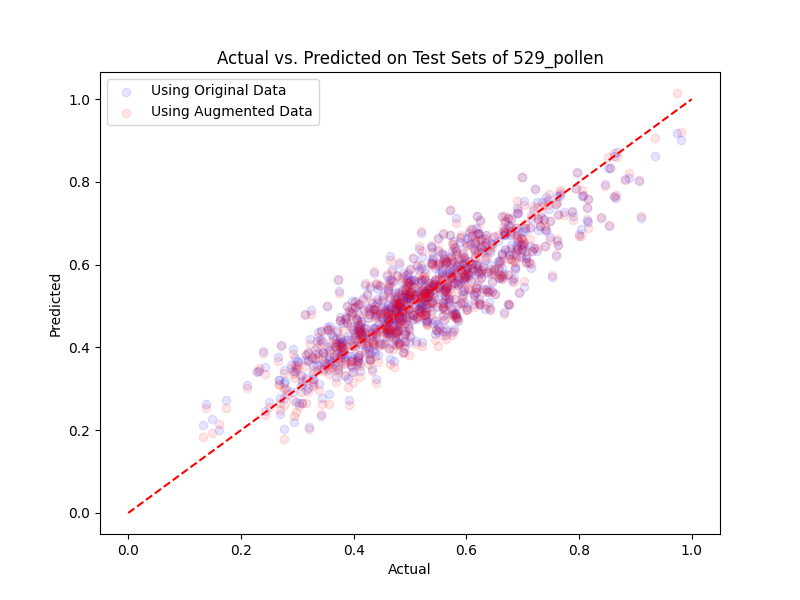 Actual vs. Predicted on Test Sets of 529_pollen
Using Original Data
Using Augmented Data
1.0
0.8
0.6
0.4
0.2
0.0
Predicted
0.0 0.2 0.4 0.6 0.8 1.0
Actual